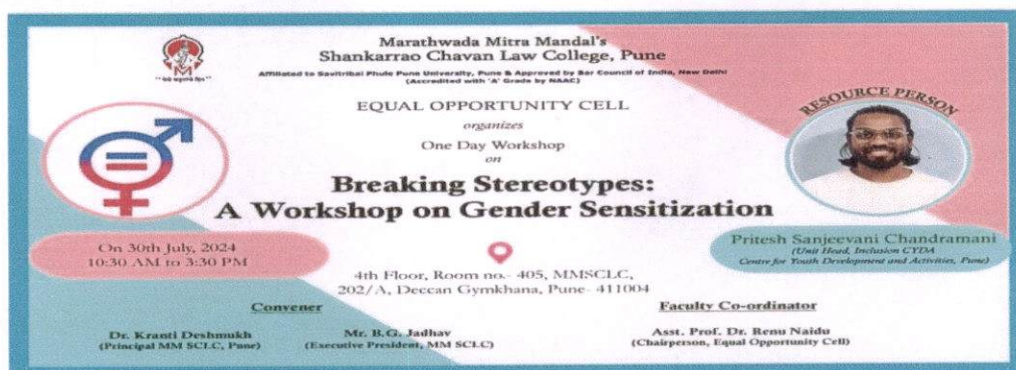 Marathwada Mitra Mandal's
Shankarrao Chavan Law College, Pune
Affiliated to Savitribai Phule Pune University, Pune & Approved by Bar Council of India, New Delhi
(Accredited with 'A' Grade by NAAC)
EQUAL OPPORTUNITY CELL
organizes
One Day Workshop
on
Breaking Stereotypes:
A Workshop on Gender Sensitization
RESOURCE PERSON
Pritesh Sanjeevani Chandramani
(Unit Head, Inclusion CYDA
Centre for Youth Development and Activities, Pune)
On 30th July, 2024
10:30 AM to 3:30 PM
4th Floor, Room no.- 405, MMSCLC,
202/A, Deccan Gymkhana, Pune- 411004
Convener
Dr. Kranti Deshmukh
(Principal MM SCLC, Pune)
Mr. B.G. Jadhav
(Executive President, MM SCLC)
Faculty Co-ordinator
Asst. Prof. Dr. Renu Naidu
(Chairperson, Equal Opportunity Cell)